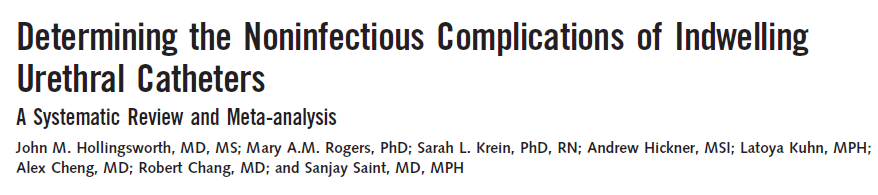 Determining the Noninfectious Complications of Indwelling
Urethral Catheters
A Systematic Review and Meta-analysis
John M. Hollingsworth, MD, MS; Mary A.M. Rogers, PhD; Sarah L. Krein, PhD, RN; Andrew Hickner, MSI; Latoya Kuhn, MPH;
Alex Cheng, MD; Robert Chang, MD; and Sanjay Saint, MD, MPH